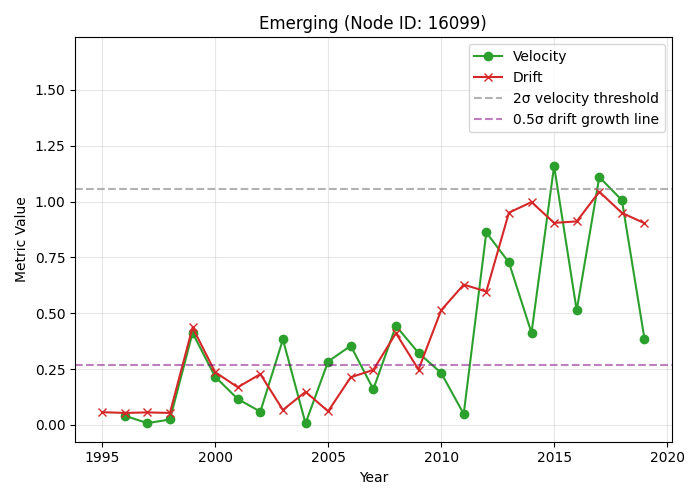 Emerging (Node ID: 16099)
Velocity
Drift
2σ velocity threshold
0.5σ drift growth line
Metric Value
1.50
1.25
1.00
0.75
0.50
0.25
0.00
1995
2000
2005
2010
2015
2020
Year